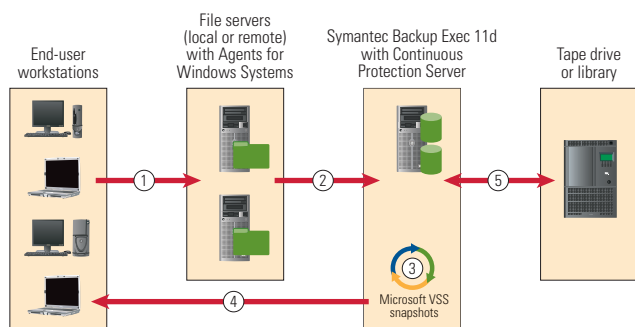 End-user
workstations
File servers
(local or remote)
with Agents for
Windows Systems
Symantec Backup Exec 11d
with Continuous
Protection Server
Tape drive
or library
1
2
5
3
Microsoft VSS
snapshots
4